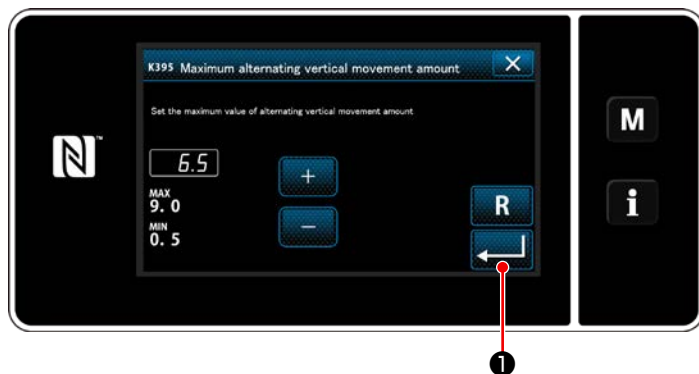 K395 Maximum alternating vertical movement amount
Set the maximum value of alternating vertical movement amount
6.5
+
MAX
9. 0
−
MIN
0. 5
R
M
i
N
❶